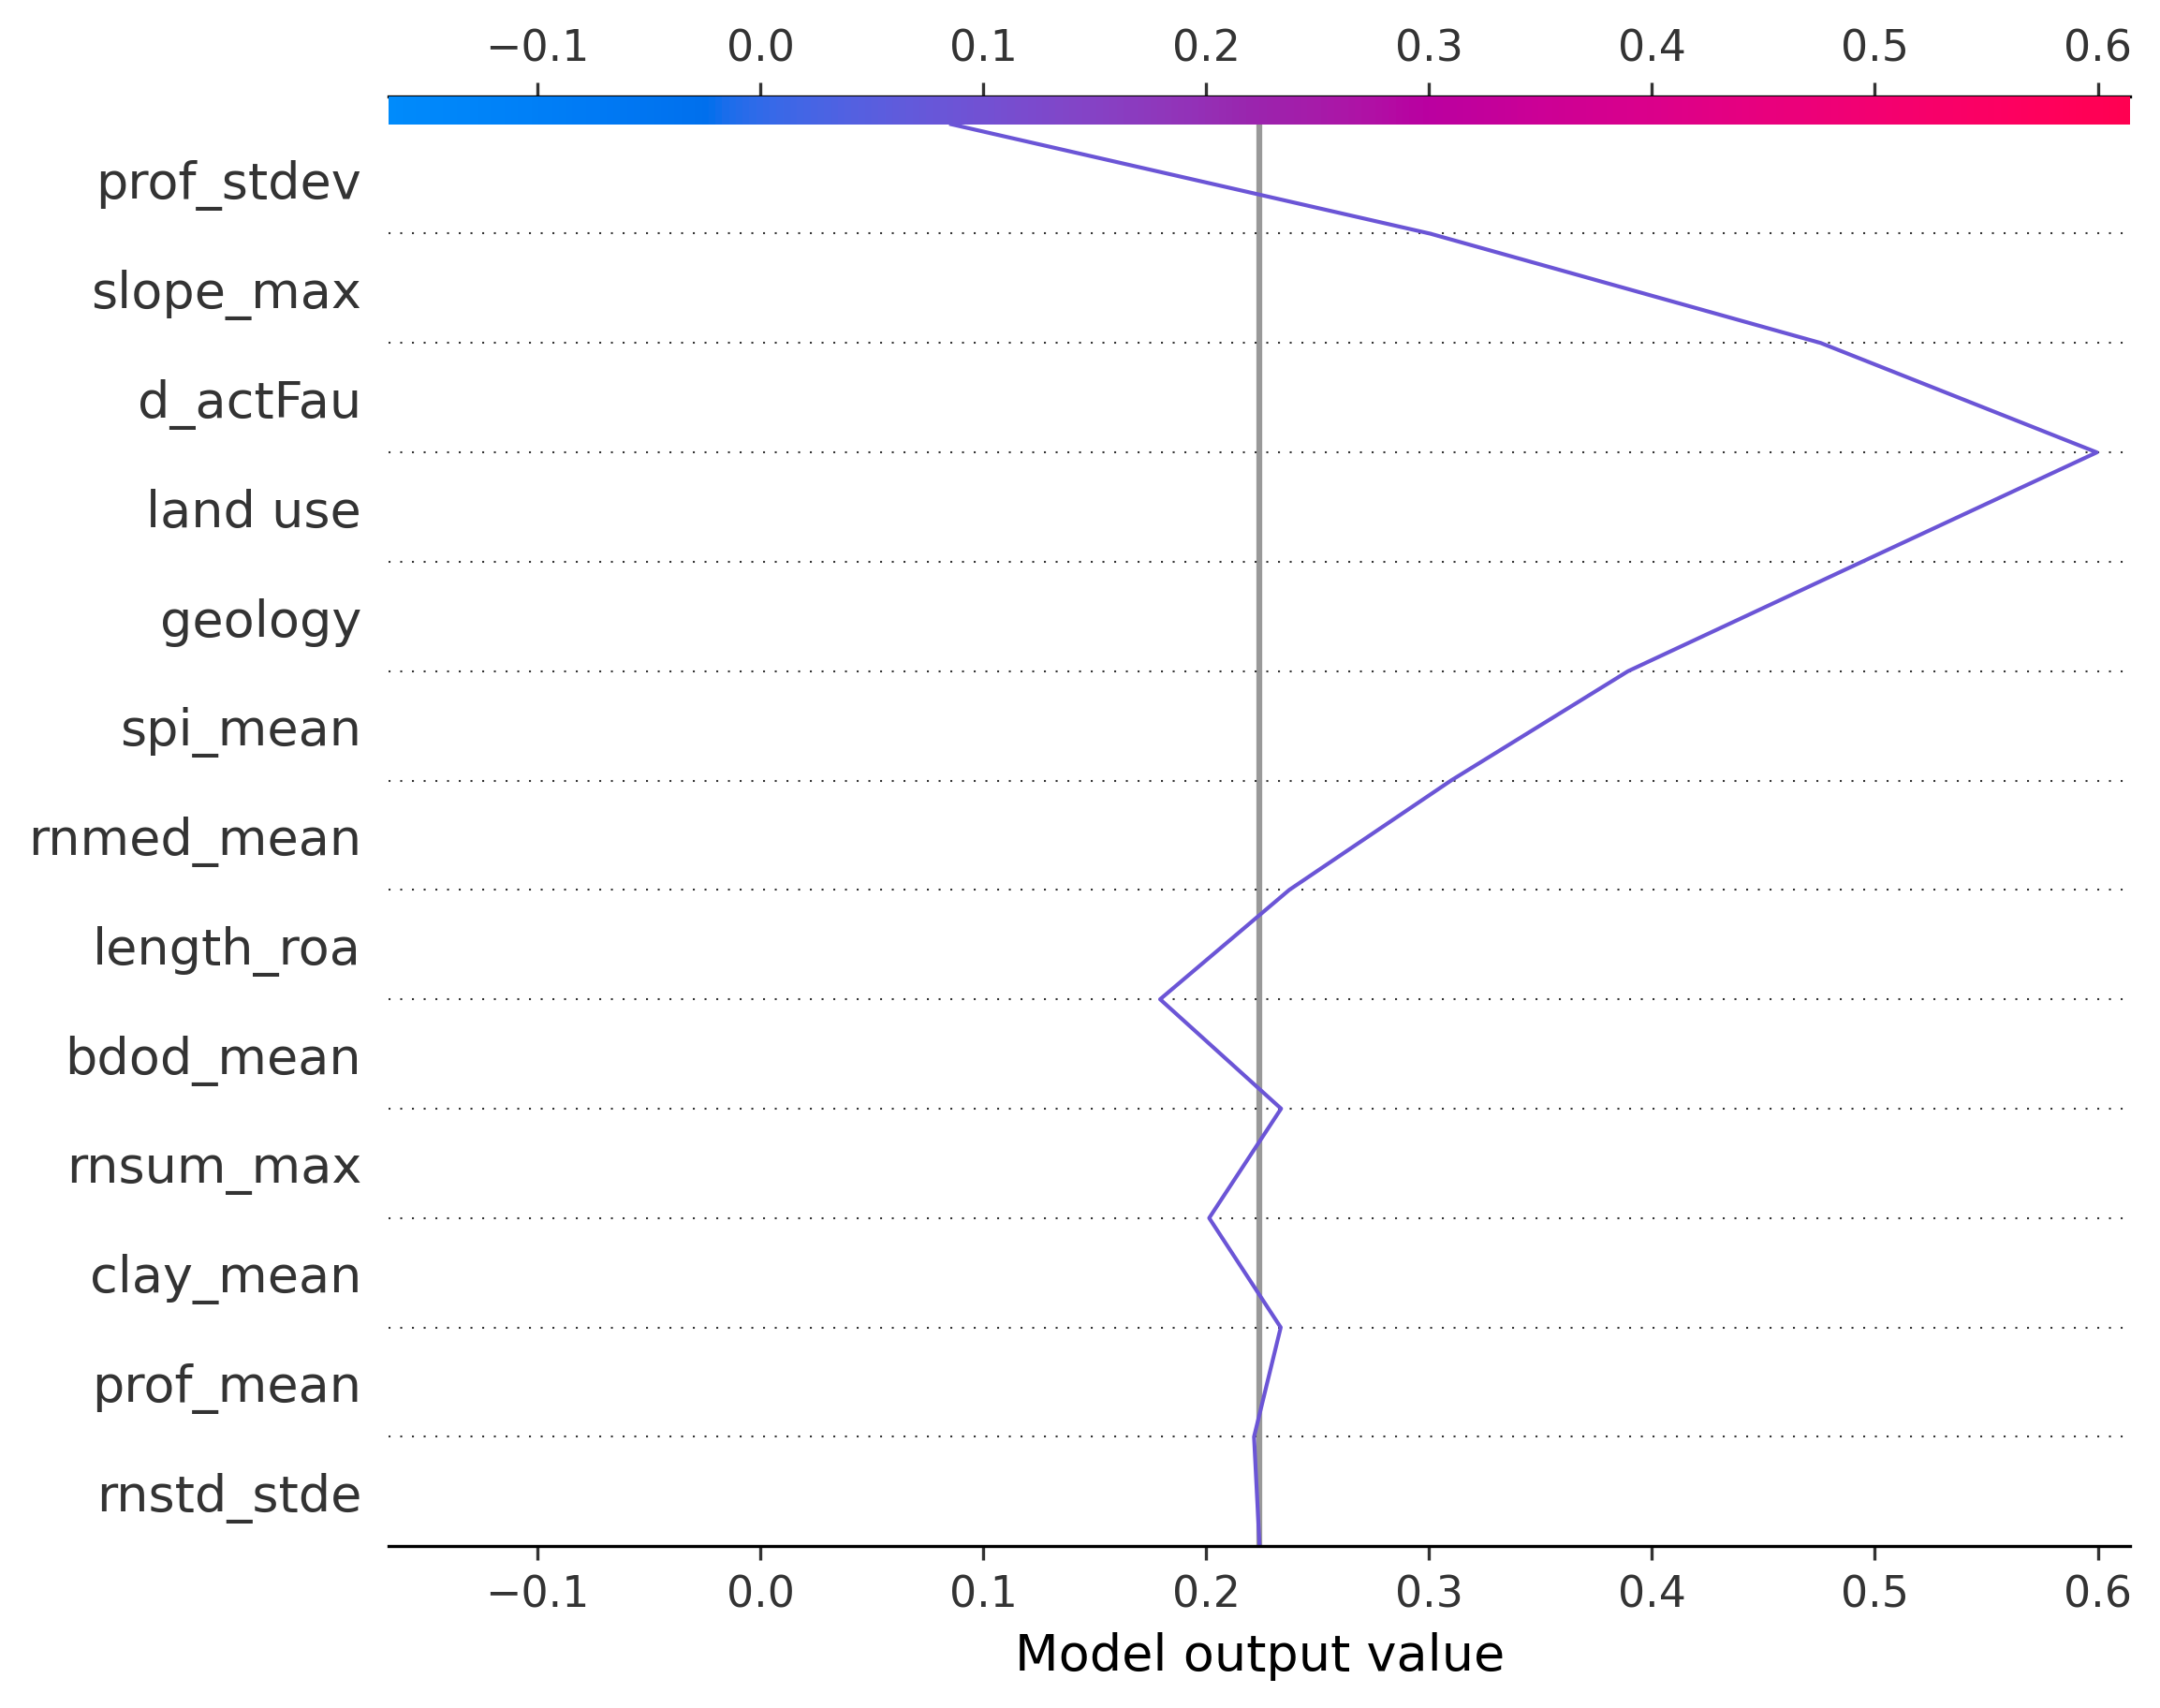 −0.1 0.0 0.1 0.2 0.3 0.4 0.5 0.6
prof_stdev
slope_max
d_actFau
land use
geology
spi_mean
rnmed_mean
length_roa
bdod_mean
rnsum_max
clay_mean
prof_mean
rnstd_stde
−0.1 0.0 0.1 0.2 0.3 0.4 0.5 0.6
Model output value